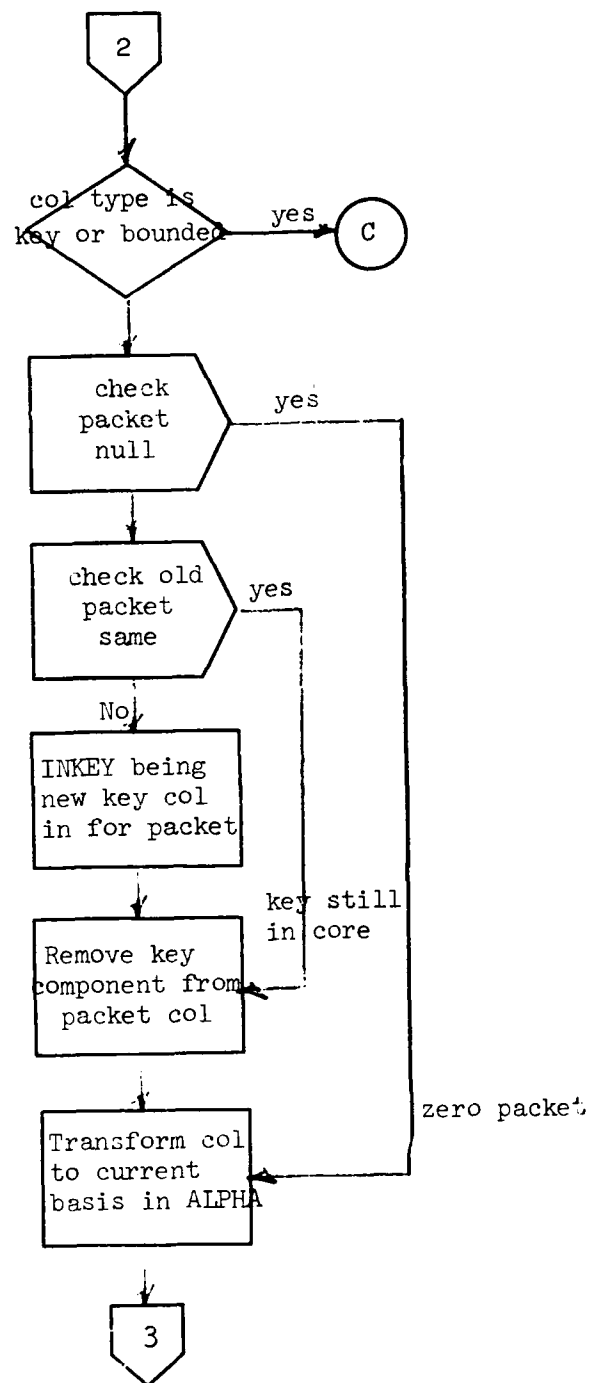 2
col type is
key or bounded
yes
C
check
packet
null
yes
check old
packet
same
yes
No
INKEY being
new key col
in for packet
key still
in core
Remove key
component from
packet col
zero packet
Transform col
to current
basis in ALPHA
3